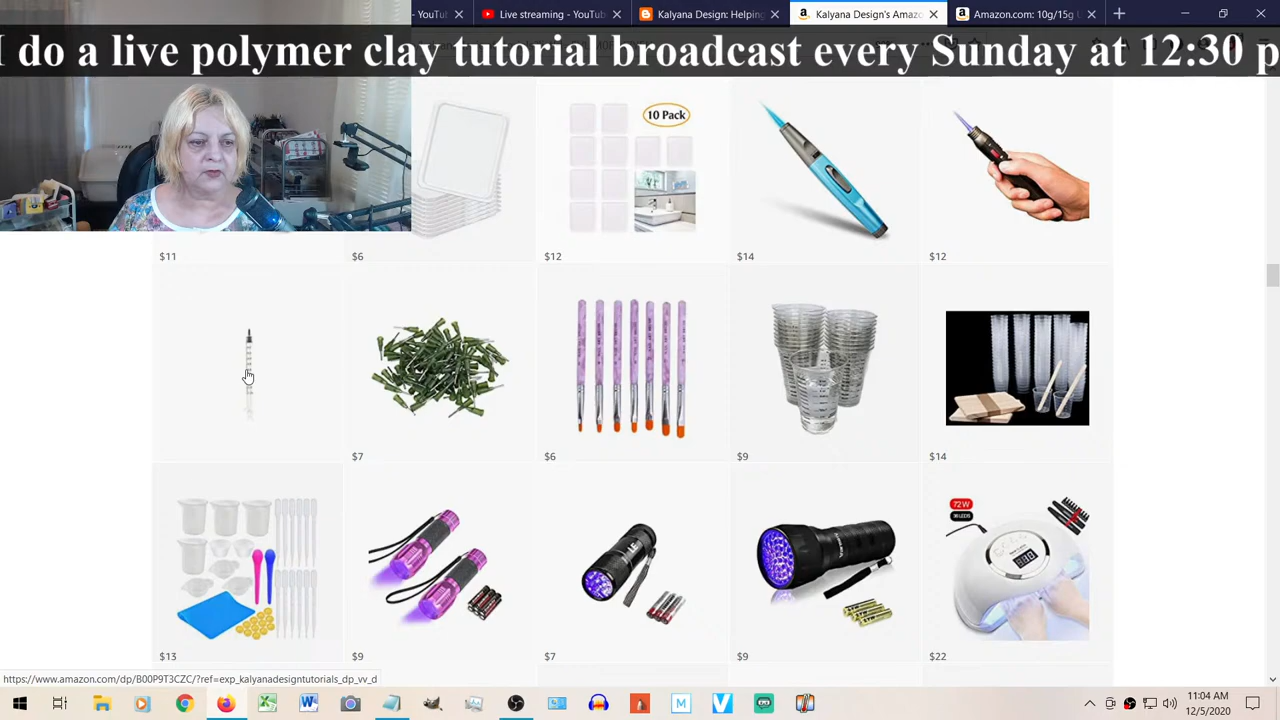 YouTu
Live streaming - YouTub
Kalyana Design: Helping
Kalyana Design's Amaz
Amazon.com: 10g/15g U
I do a live polymer clay tutorial broadcast every Sunday at 12:30 p
10 Pack
$11
$6
$12
$14
$12
$7
$6
$9
$14
72W
$13
$9
$7
$9
$22
https://www.amazon.com/dp/B00P9T3CZC/?ref=exp_kalyanadesigntutorials_dp_vv_d
11:04 AM
12/5/2020